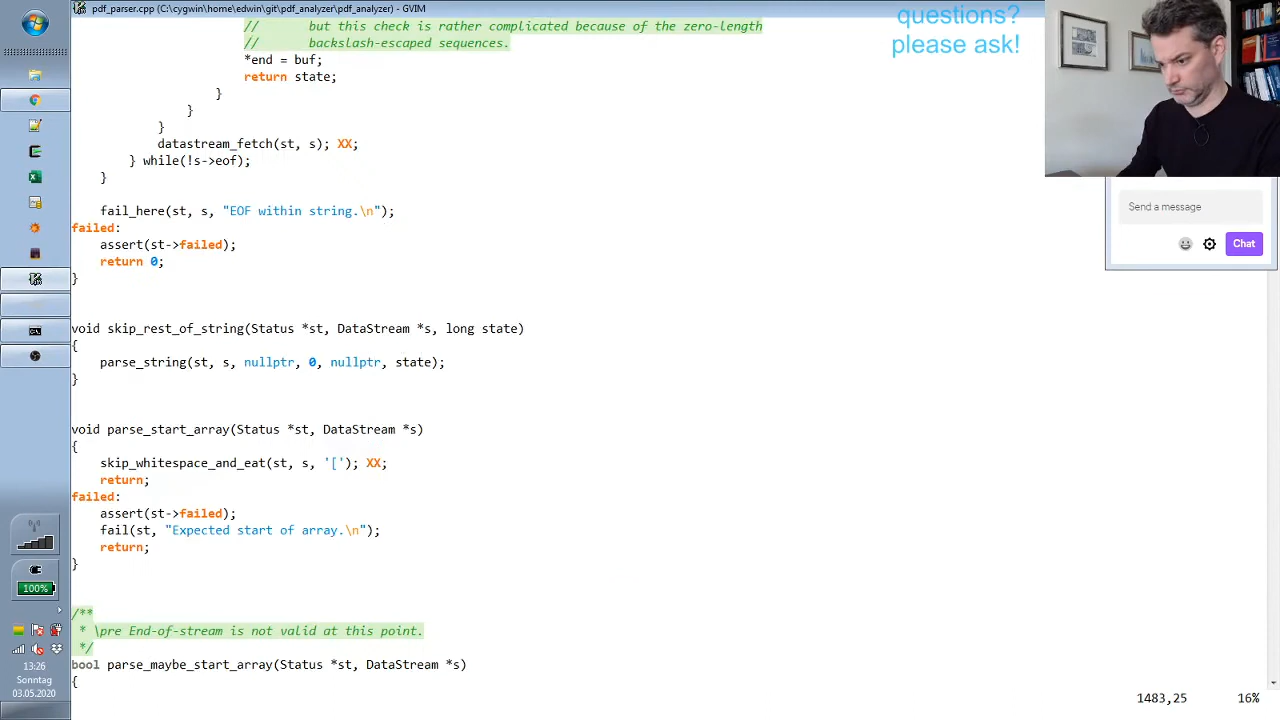 pdf_parser.cpp (C:\cygwin\home\edwin\git\pdf_analyzer\pdf_analyzer) - GVIM
questions?
please ask!
// but this check is rather complicated because of the zero-length
// backslash-escaped sequences.
*end = buf;
return state;
}
}
}
datastream_fetch(st, s); XX;
} while(!s->eof);
}
fail_here(st, s, "EOF within string.\n");
failed:
assert(st->failed);
return 0;
}
void skip_rest_of_string(Status *st, DataStream *s, long state)
{
parse_string(st, s, nullptr, 0, nullptr, state);
}
void parse_start_array(Status *st, DataStream *s)
{
skip_whitespace_and_eat(st, s, '['); XX;
return;
failed:
assert(st->failed);
fail(st, "Expected start of array.\n");
return;
}
/**
* \pre End-of-stream is not valid at this point.
*/
bool parse_maybe_start_array(Status *st, DataStream *s)
{
1483,25 16%
Send a message
Chat
100%
13:26
Sonntag
03.05.2020